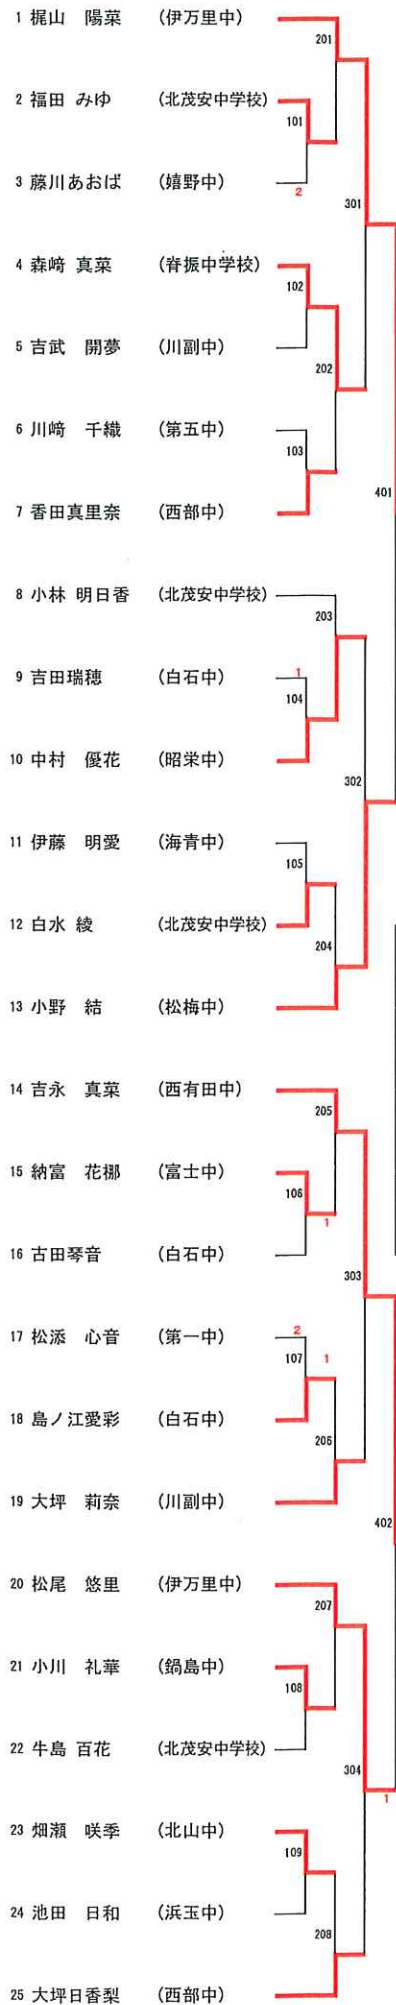 1 梶山　陽菜 (伊万里中)
201
2 福田 みゆ (北茂安中学校)
101
3 藤川あおば (嬉野中)
2
301
4 森﨑 真菜 (脊振中学校)
102
5 吉武　開夢 (川副中)
202
6 川﨑　千織 (第五中)
103
7 香田真里奈 (西部中)
401
8 小林 明日香 (北茂安中学校)
203
9 吉田瑞穂 (白石中)
1
104
10 中村　優花 (昭栄中)
302
11 伊藤　明愛 (海青中)
105
12 白水 綾 (北茂安中学校)
204
13 小野　結 (松梅中)
14 吉永　真菜 (西有田中)
205
15 納富　花梛 (富士中)
106
1
16 古田琴音 (白石中)
303
17 松添　心音 (第一中)
2
107
1
18 島ノ江愛彩 (白石中)
206
19 大坪　莉奈 (川副中)
402
20 松尾　悠里 (伊万里中)
207
21 小川　礼華 (鍋島中)
108
22 牛島 百花 (北茂安中学校)
304
1
23 畑瀬　咲季 (北山中)
109
24 池田　日和 (浜玉中)
208
25 大坪日香梨 (西部中)